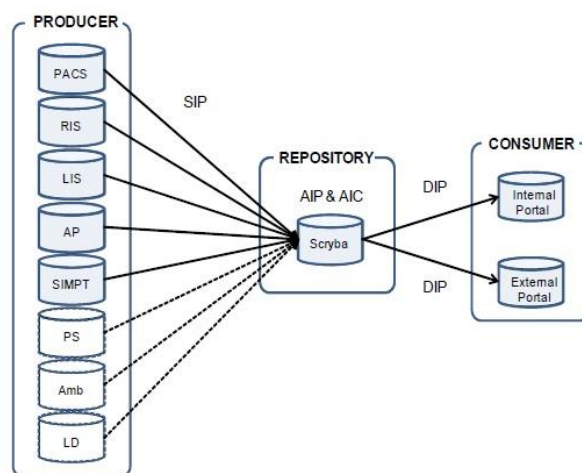 PRODUCER
PACS
RIS
LIS
AP
SIMPT
PS
Amb
LD
SIP
REPOSITORY
AIP & AIC
Scryba
DIP
DIP
CONSUMER
Internal
Portal
External
Portal